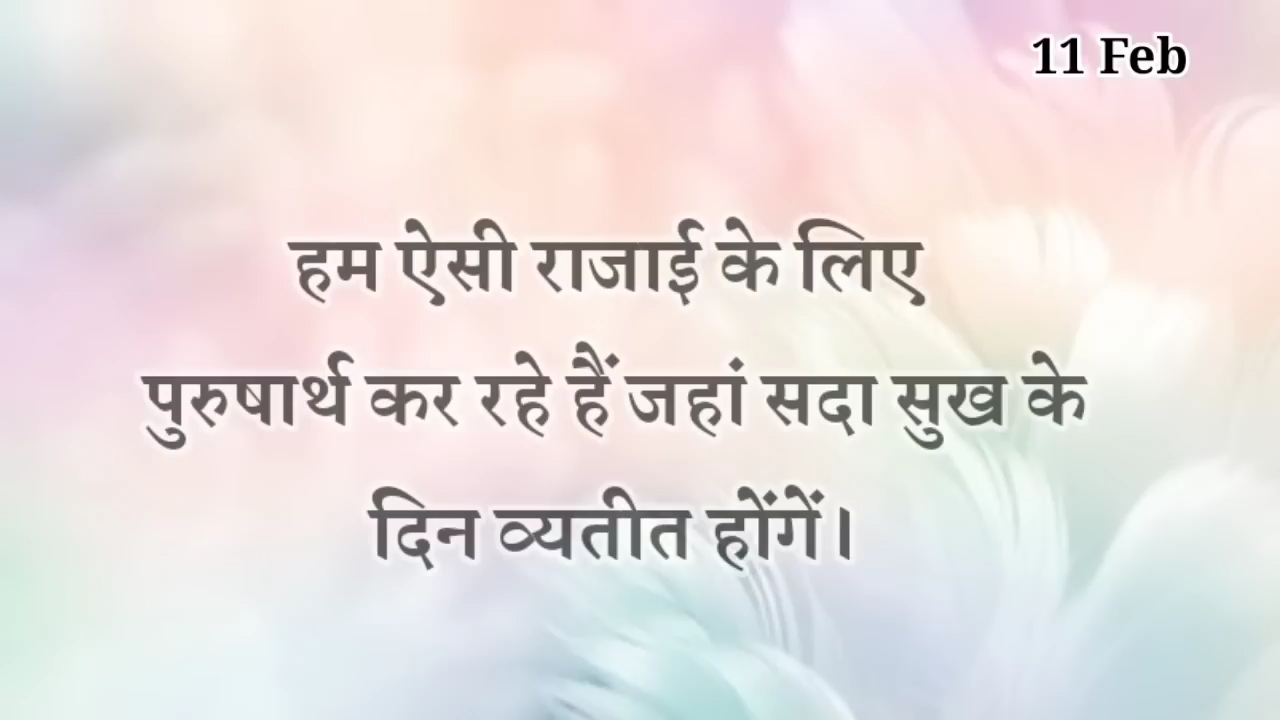 11 Feb
हम ऐसी राजाई के लिए
पुरुषार्थ कर रहे हैं जहां सदा सुख के
दिन व्यतीत होंगें।